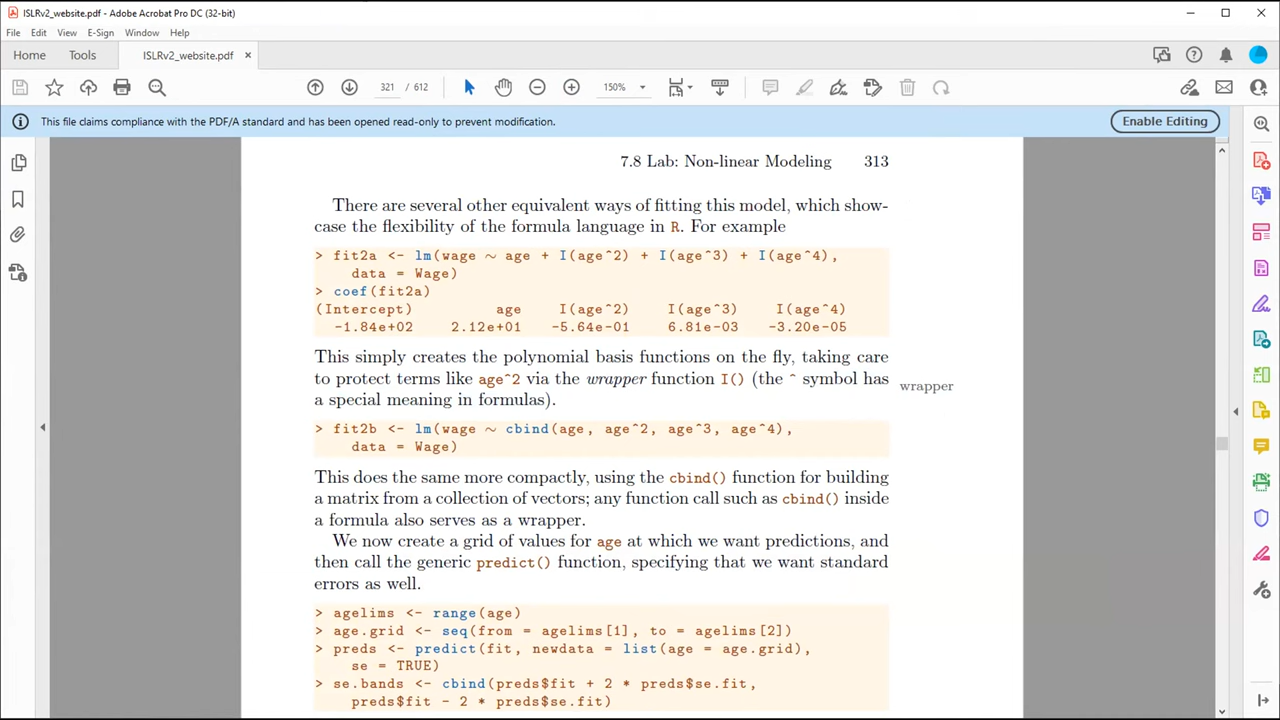 ISLRv2_website.pdf - Adobe Acrobat Pro DC (32-bit)
File Edit View E-Sign Window Help
Home Tools ISLRv2_website.pdf ×
321 / 612 150%
This file claims compliance with the PDF/A standard and has been opened read-only to prevent modification. Enable Editing
7.8 Lab: Non-linear Modeling 313
There are several other equivalent ways of fitting this model, which show-
case the flexibility of the formula language in R. For example
> fit2a <- lm(wage ~ age + I(age^2) + I(age^3) + I(age^4),
data = Wage)
> coef(fit2a)
(Intercept) age I(age^2) I(age^3) I(age^4)
-1.84e+02 2.12e+01 -5.64e-01 6.81e-03 -3.20e-05
This simply creates the polynomial basis functions on the fly, taking care
to protect terms like age^2 via the wrapper function I() (the ^ symbol has
wrapper
a special meaning in formulas).
> fit2b <- lm(wage ~ cbind(age, age^2, age^3, age^4),
data = Wage)
This does the same more compactly, using the cbind() function for building
a matrix from a collection of vectors; any function call such as cbind() inside
a formula also serves as a wrapper.
We now create a grid of values for age at which we want predictions, and
then call the generic predict() function, specifying that we want standard
errors as well.
> agelims <- range(age)
> age.grid <- seq(from = agelims[1], to = agelims[2])
> preds <- predict(fit, newdata = list(age = age.grid),
se = TRUE)
> se.bands <- cbind(preds$fit + 2 * preds$se.fit,
preds$fit - 2 * preds$se.fit)